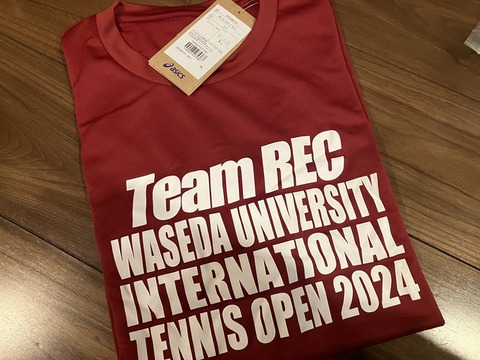 asics
Team REC
WASEDA UNIVERSITY
INTERNATIONAL
TENNIS OPEN 2024